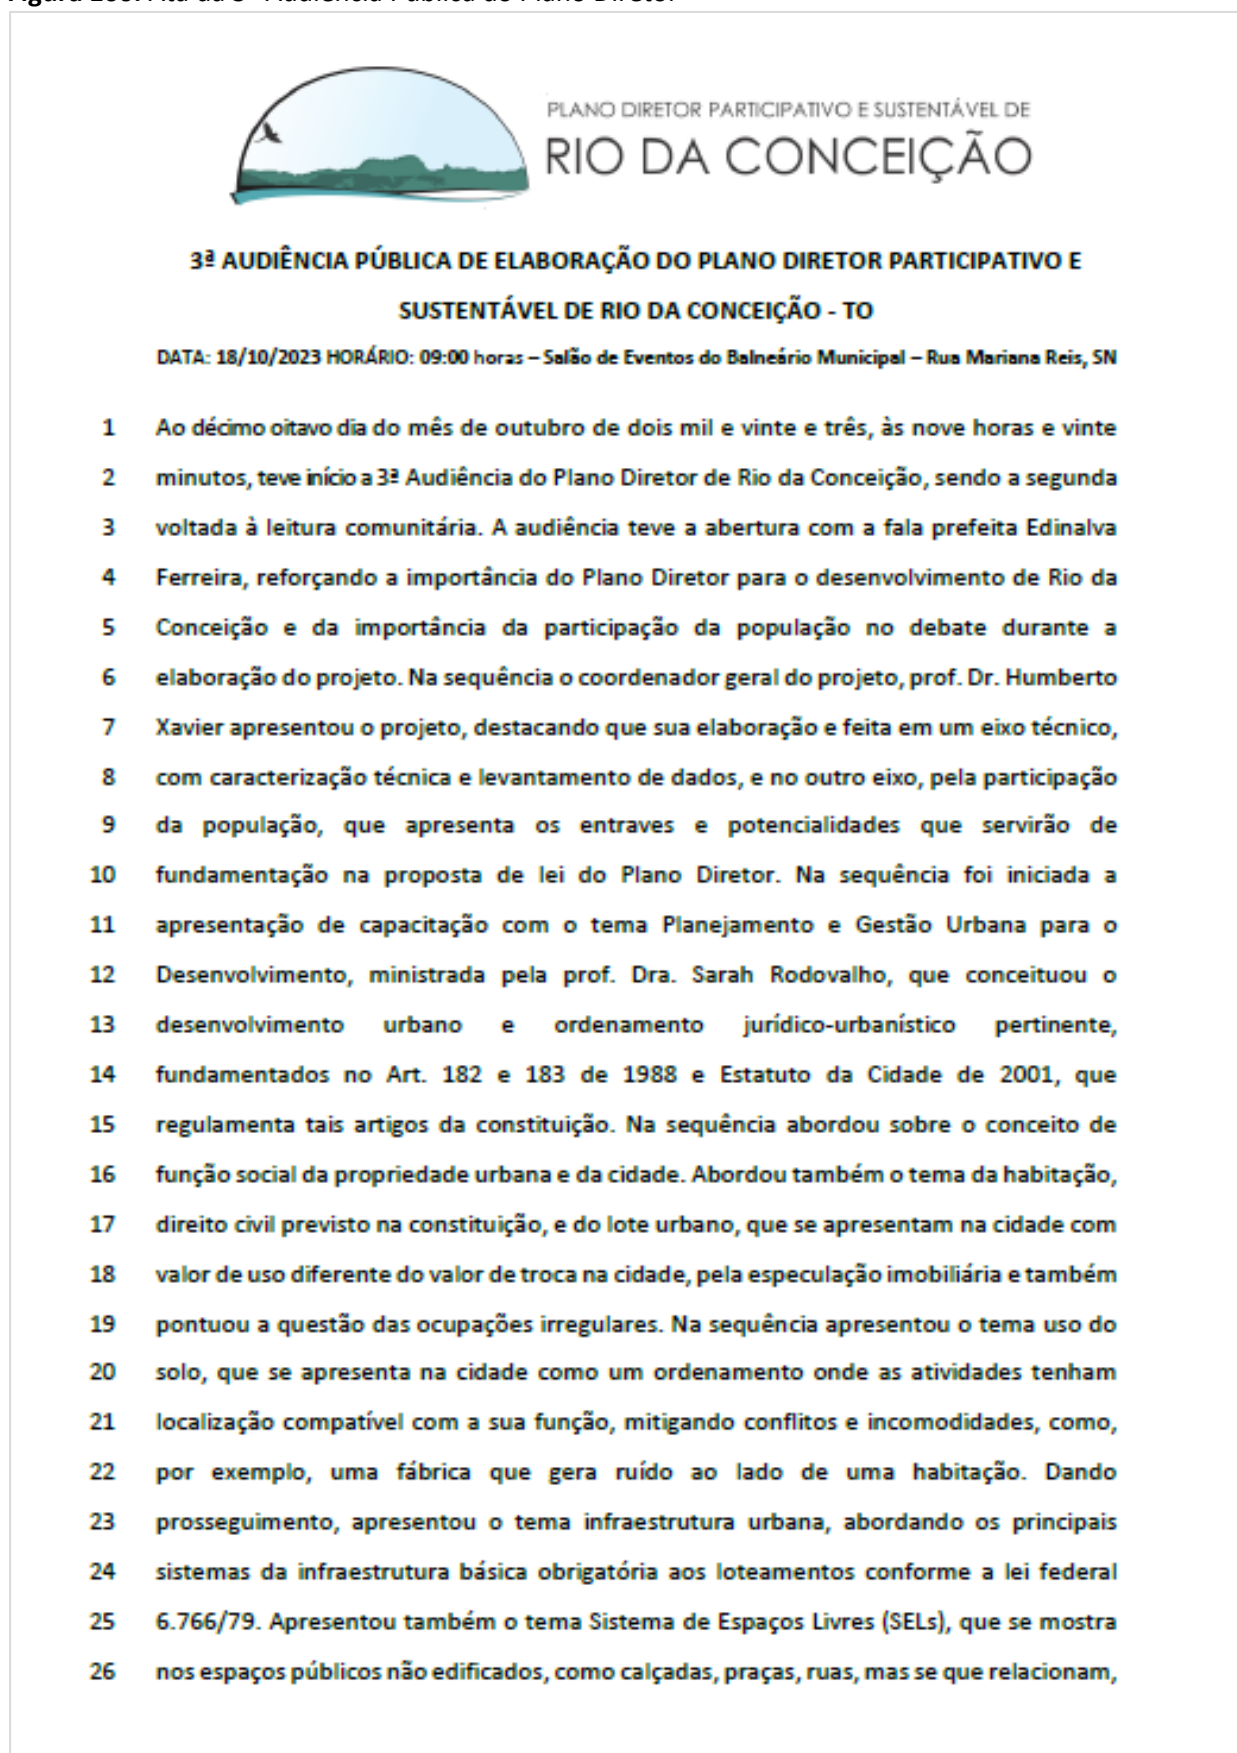 PLANO DIRETOR PARTICIPATIVO E SUSTENTÁVEL DE
RIO DA CONCEIÇÃO
3ª AUDIÊNCIA PÚBLICA DE ELABORAÇÃO DO PLANO DIRETOR PARTICIPATIVO E
SUSTENTÁVEL DE RIO DA CONCEIÇÃO - TO
DATA: 18/10/2023 HORÁRIO: 09:00 horas – Salão de Eventos do Balneário Municipal – Rua Mariana Reis, SN
1 Ao décimo oitavo dia do mês de outubro de dois mil e vinte e três, às nove horas e vinte
2 minutos, teve início a 3ª Audiência do Plano Diretor de Rio da Conceição, sendo a segunda
3 voltada à leitura comunitária. A audiência teve a abertura com a fala prefeita Edinalva
4 Ferreira, reforçando a importância do Plano Diretor para o desenvolvimento de Rio da
5 Conceição e da importância da participação da população no debate durante a
6 elaboração do projeto. Na sequência o coordenador geral do projeto, prof. Dr. Humberto
7 Xavier apresentou o projeto, destacando que sua elaboração e feita em um eixo técnico,
8 com caracterização técnica e levantamento de dados, e no outro eixo, pela participação
9 da população, que apresenta os entraves e potencialidades que servirão de
10 fundamentação na proposta de lei do Plano Diretor. Na sequência foi iniciada a
11 apresentação de capacitação com o tema Planejamento e Gestão Urbana para o
12 Desenvolvimento, ministrada pela prof. Dra. Sarah Rodovalho, que conceituou o
13 desenvolvimento urbano e ordenamento jurídico-urbanístico pertinente,
14 fundamentados no Art. 182 e 183 de 1988 e Estatuto da Cidade de 2001, que
15 regulamenta tais artigos da constituição. Na sequência abordou sobre o conceito de
16 função social da propriedade urbana e da cidade. Abordou também o tema da habitação,
17 direito civil previsto na constituição, e do lote urbano, que se apresentam na cidade com
18 valor de uso diferente do valor de troca na cidade, pela especulação imobiliária e também
19 pontuou a questão das ocupações irregulares. Na sequência apresentou o tema uso do
20 solo, que se apresenta na cidade como um ordenamento onde as atividades tenham
21 localização compatível com a sua função, mitigando conflitos e incomodidades, como,
22 por exemplo, uma fábrica que gera ruído ao lado de uma habitação. Dando
23 prosseguimento, apresentou o tema infraestrutura urbana, abordando os principais
24 sistemas da infraestrutura básica obrigatória aos loteamentos conforme a lei federal
25 6.766/79. Apresentou também o tema Sistema de Espaços Livres (SELs), que se mostra
26 nos espaços públicos não edificados, como calçadas, praças, ruas, mas se que relacionam,